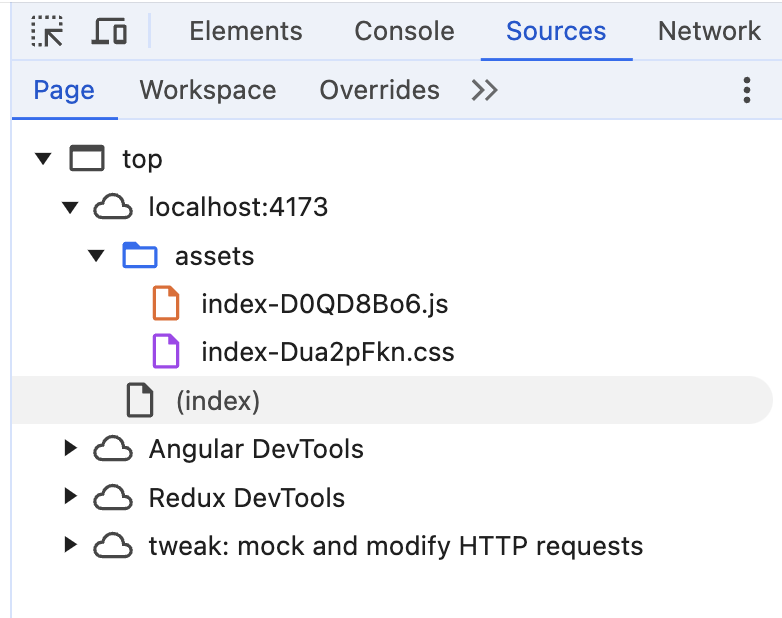 Elements Console Sources Network
Page Workspace Overrides
top
localhost:4173
assets
index-D0QD8Bo6.js
index-Dua2pFkn.css
(index)
Angular DevTools
Redux DevTools
tweak: mock and modify HTTP requests